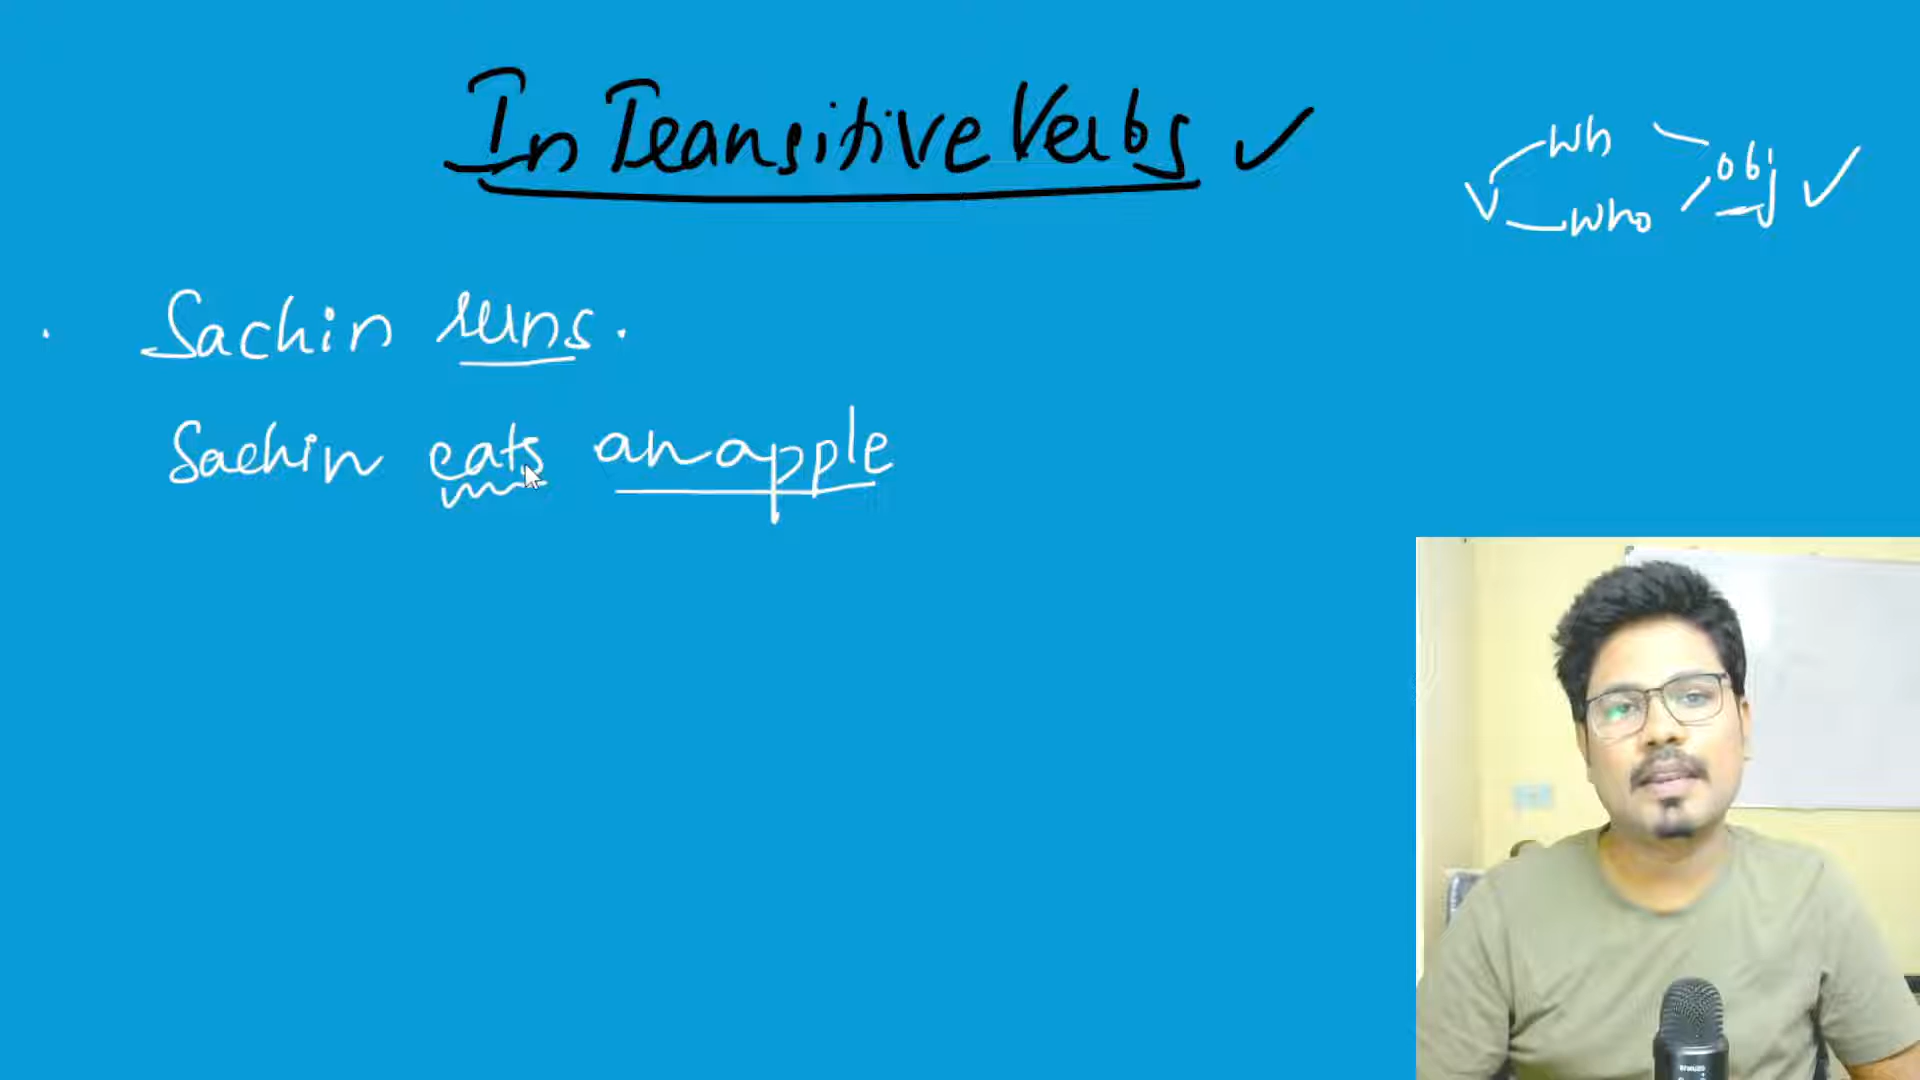 InTransitive Verbs ✓
V wh who obj ✓
Sachin runs.
Sachin eats an apple